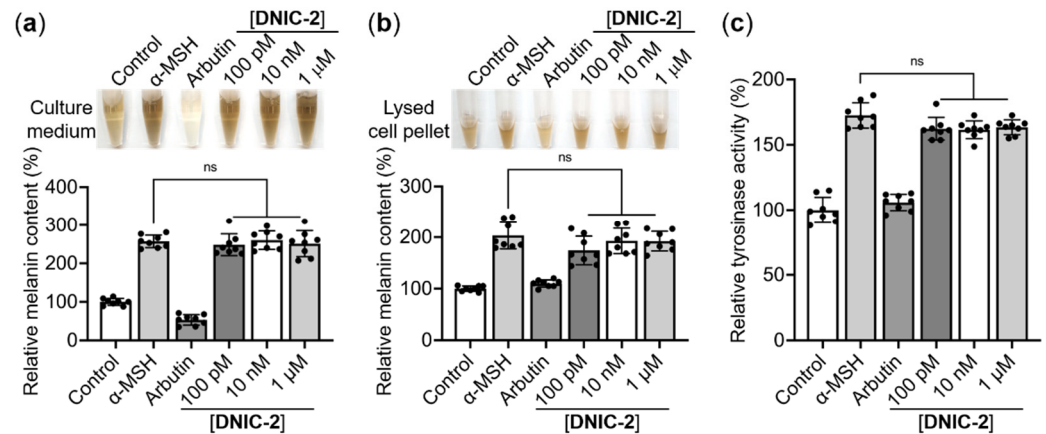 (a)
[DNIC-2]
Control
α-MSH
Arbutin
100 pM
10 nM
1 μM
Culture
medium
Relative melanin content (%)
400
300
200
100
0
ns
Control
α-MSH
Arbutin
100 pM
10 nM
1 μM
[DNIC-2]
(b)
[DNIC-2]
Control
α-MSH
Arbutin
100 pM
10 nM
1 μM
Lysed
cell pellet
Relative melanin content (%)
300
200
100
0
ns
Control
α-MSH
Arbutin
100 pM
10 nM
1 μM
[DNIC-2]
(c)
Relative tyrosinase activity (%)
200
150
100
50
0
ns
Control
α-MSH
Arbutin
100 pM
10 nM
1 μM
[DNIC-2]